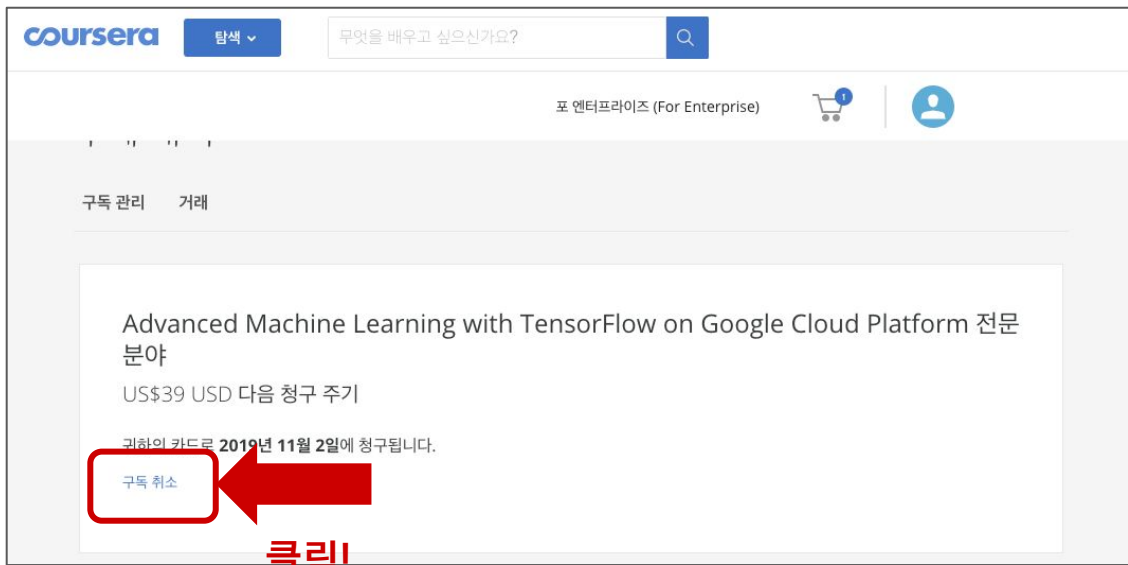 coursera
탐색
무엇을 배우고 싶으신가요?
포 엔터프라이즈 (For Enterprise)
1
구독 관리 거래
Advanced Machine Learning with TensorFlow on Google Cloud Platform 전문
분야
US$39 USD 다음 청구 주기
귀하의 카드로 2019년 11월 2일에 청구됩니다.
구독 취소
클릭!